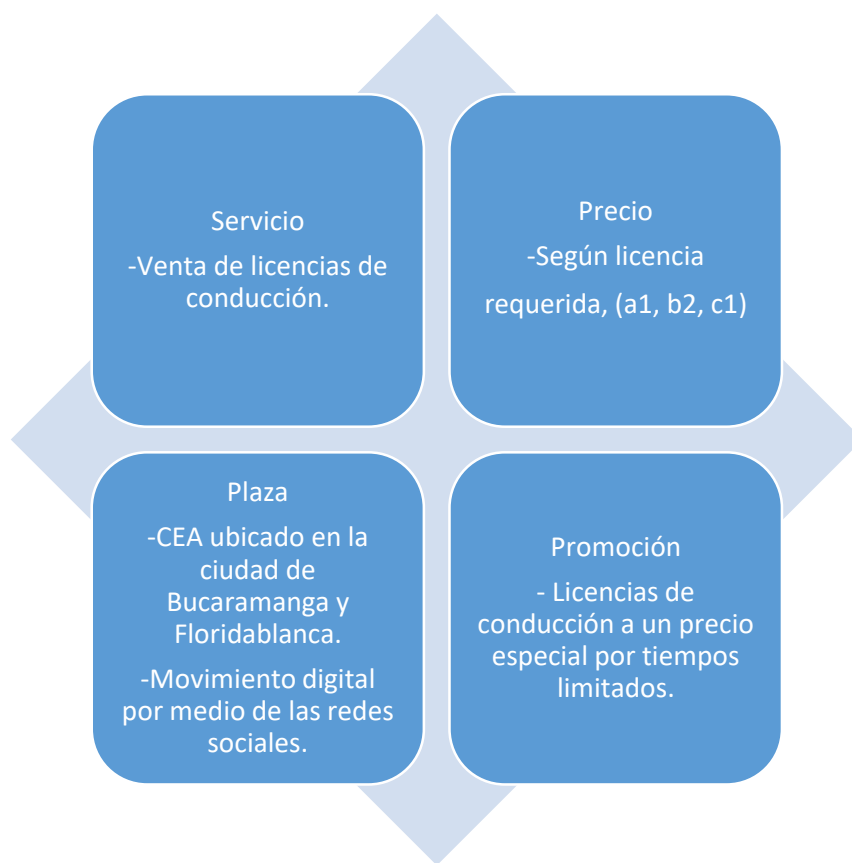 Servicio
-Venta de licencias de
conducción.
Precio
-Según licencia
requerida, (a1, b2, c1)
Plaza
-CEA ubicado en la
ciudad de
Bucaramanga y
Floridablanca.
-Movimiento digital
por medio de las redes
sociales.
Promoción
- Licencias de
conducción a un precio
especial por tiempos
limitados.